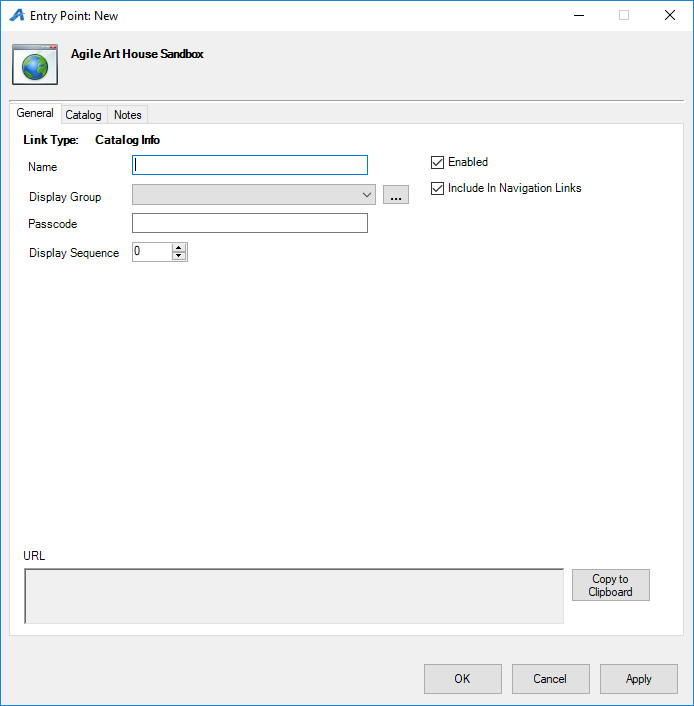 Entry Point: New
Agile Art House Sandbox
General Catalog Notes
Link Type: Catalog Info
Name
Enabled
Display Group
...
Include In Navigation Links
Passcode
Display Sequence 0
URL
Copy to
Clipboard
OK Cancel Apply